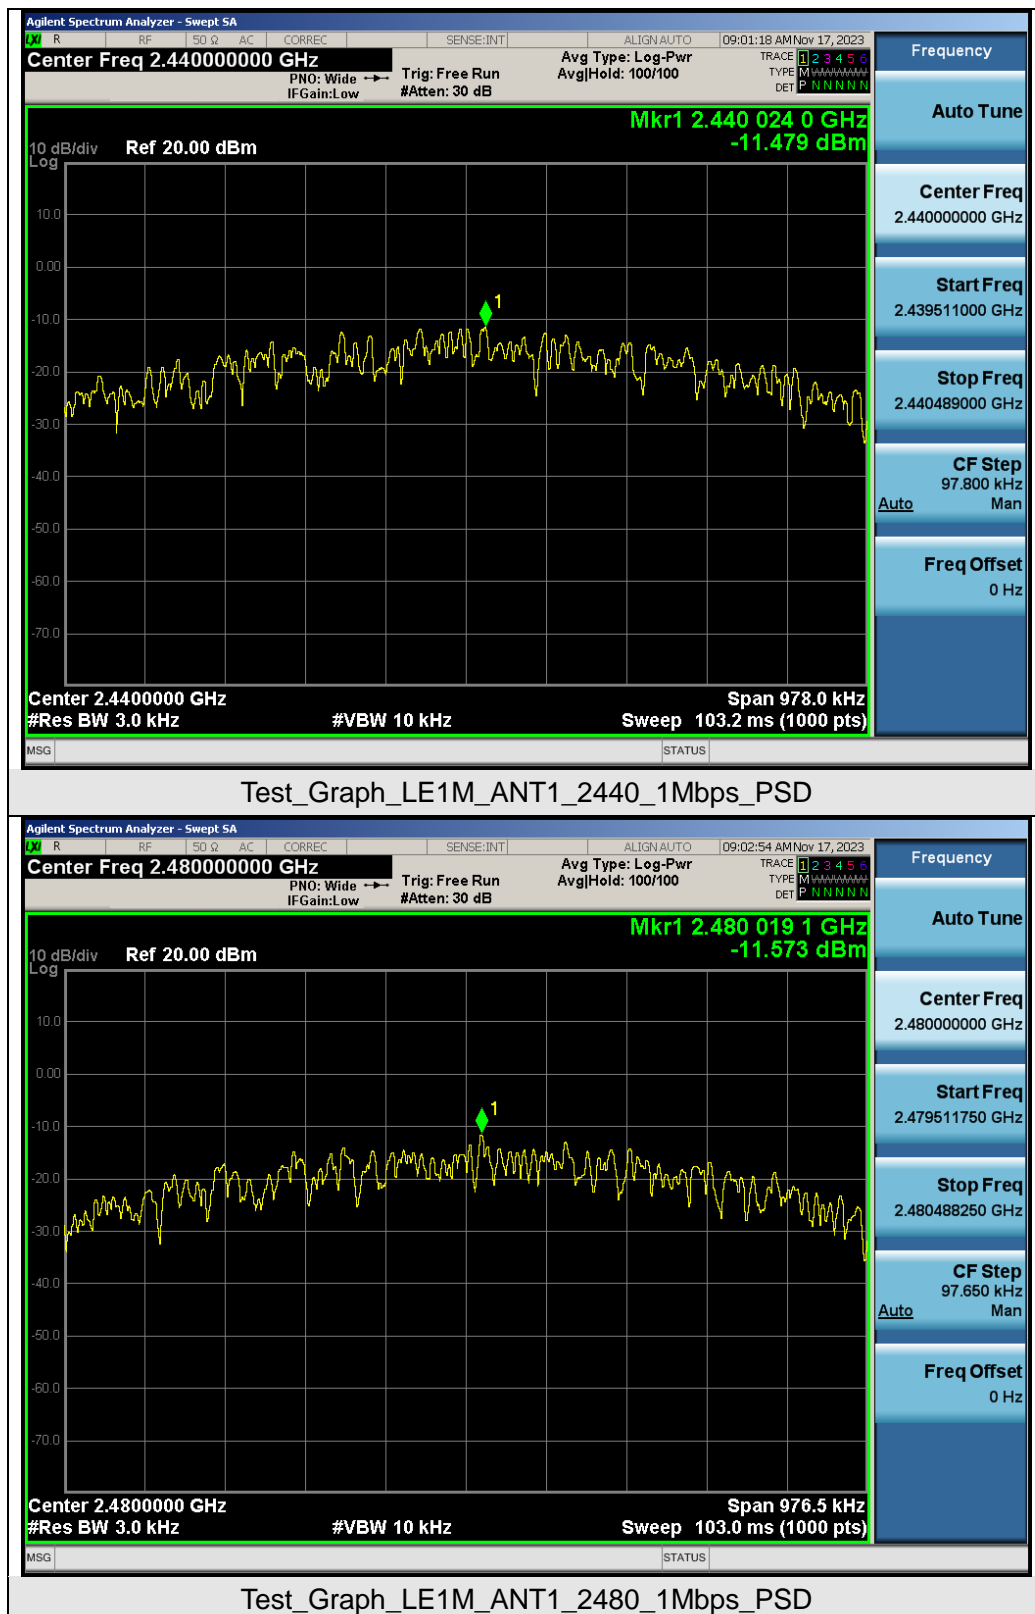 Agilent Spectrum Analyzer - Swept SA
LXI R RF 50 Ω AC CORREC SENSE:INT ALIGN AUTO 09:01:18 AM Nov 17, 2023
Center Freq 2.440000000 GHz
PNO: Wide
IFGain:Low
Trig: Free Run
#Atten: 30 dB
Avg Type: Log-Pwr
Avg|Hold: 100/100
TRACE 1 2 3 4 5 6
TYPE M WWWWW
DET P N N N N N
Mkr1 2.440 024 0 GHz
-11.479 dBm
10 dB/div
Log
Ref 20.00 dBm
10.0
0.00
-10.0
-20.0
-30.0
-40.0
-50.0
-60.0
-70.0
1
Center 2.4400000 GHz
Span 978.0 kHz
#Res BW 3.0 kHz
#VBW 10 kHz
Sweep 103.2 ms (1000 pts)
MSG
STATUS
Frequency
Auto Tune
Center Freq
2.440000000 GHz
Start Freq
2.439511000 GHz
Stop Freq
2.440489000 GHz
CF Step
97.800 kHz
Auto Man
Freq Offset
0 Hz
Test_Graph_LE1M_ANT1_2440_1Mbps_PSD
Agilent Spectrum Analyzer - Swept SA
LXI R RF 50 Ω AC CORREC SENSE:INT ALIGN AUTO 09:02:54 AM Nov 17, 2023
Center Freq 2.480000000 GHz
PNO: Wide
IFGain:Low
Trig: Free Run
#Atten: 30 dB
Avg Type: Log-Pwr
Avg|Hold: 100/100
TRACE 1 2 3 4 5 6
TYPE M WWWWW
DET P N N N N N
Mkr1 2.480 019 1 GHz
-11.573 dBm
10 dB/div
Log
Ref 20.00 dBm
10.0
0.00
-10.0
-20.0
-30.0
-40.0
-50.0
-60.0
-70.0
1
Center 2.4800000 GHz
Span 976.5 kHz
#Res BW 3.0 kHz
#VBW 10 kHz
Sweep 103.0 ms (1000 pts)
MSG
STATUS
Frequency
Auto Tune
Center Freq
2.480000000 GHz
Start Freq
2.479511750 GHz
Stop Freq
2.480488250 GHz
CF Step
97.650 kHz
Auto Man
Freq Offset
0 Hz
Test_Graph_LE1M_ANT1_2480_1Mbps_PSD